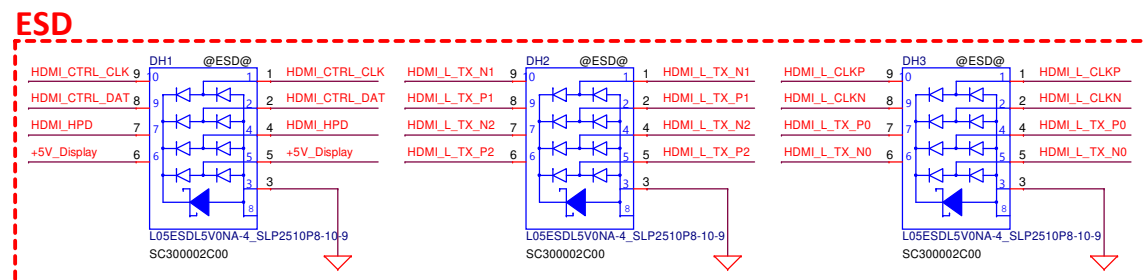 ESD
DH1 @ESD@ DH2 @ESD@ DH3 @ESD@
HDMI_CTRL_CLK 9 10 1 1 HDMI_CTRL_CLK HDMI_L_TX_N1 9 10 1 1 HDMI_L_TX_N1 HDMI_L_CLKP 9 10 1 1 HDMI_L_CLKP
HDMI_CTRL_DAT 8 9 2 2 HDMI_CTRL_DAT HDMI_L_TX_P1 8 9 2 2 HDMI_L_TX_P1 HDMI_L_CLKN 8 9 2 2 HDMI_L_CLKN
HDMI_HPD 7 7 4 4 HDMI_HPD HDMI_L_TX_N2 7 7 4 4 HDMI_L_TX_N2 HDMI_L_TX_P0 7 7 4 4 HDMI_L_TX_P0
+5V_Display 6 6 5 5 +5V_Display HDMI_L_TX_P2 6 6 5 5 HDMI_L_TX_P2 HDMI_L_TX_N0 6 6 5 5 HDMI_L_TX_N0
3 3 3 3 3 3
8 8 8
L05ESDL5V0NA-4_SLP2510P8-10-9 L05ESDL5V0NA-4_SLP2510P8-10-9 L05ESDL5V0NA-4_SLP2510P8-10-9
SC300002C00 SC300002C00 SC300002C00